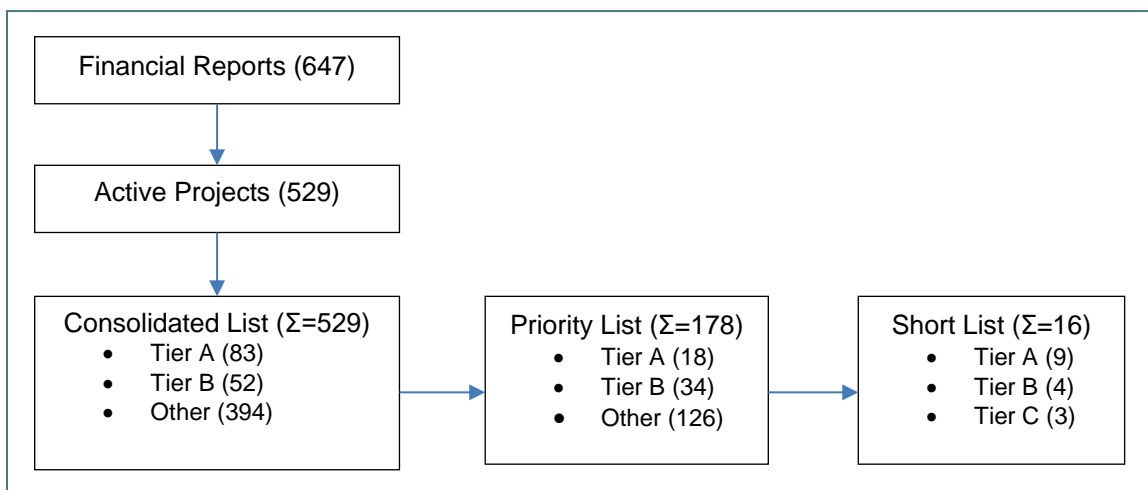 Financial Reports (647)
Active Projects (529)
Consolidated List (Σ=529)
• Tier A (83)
• Tier B (52)
• Other (394)
Priority List (Σ=178)
• Tier A (18)
• Tier B (34)
• Other (126)
Short List (Σ=16)
• Tier A (9)
• Tier B (4)
• Tier C (3)